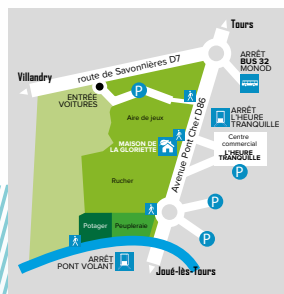 Tours
ARRÊT
BUS 32
MONOD
Villandry
route de Savonnières D7
ENTRÉE
VOITURES
P
Aire de jeux
ARRÊT
L'HEURE
TRANQUILLE
MAISON DE
LA GLORIETTE
Avenue Pont Cher D86
Centre
commercial
L'HEURE
TRANQUILLE
P
Rucher
P
Potager
Peupleraie
P
ARRÊT
PONT VOLANT
Joué-lès-Tours